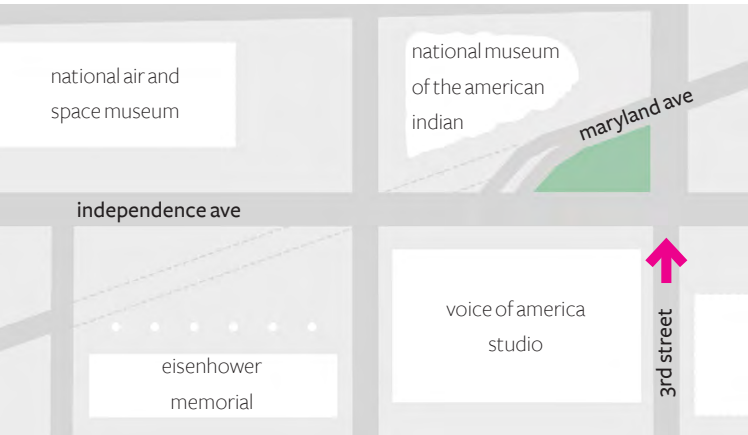 national air and
space museum
national museum
of the american
indian
maryland ave
independence ave
voice of america
studio
3rd street
eisenhower
memorial